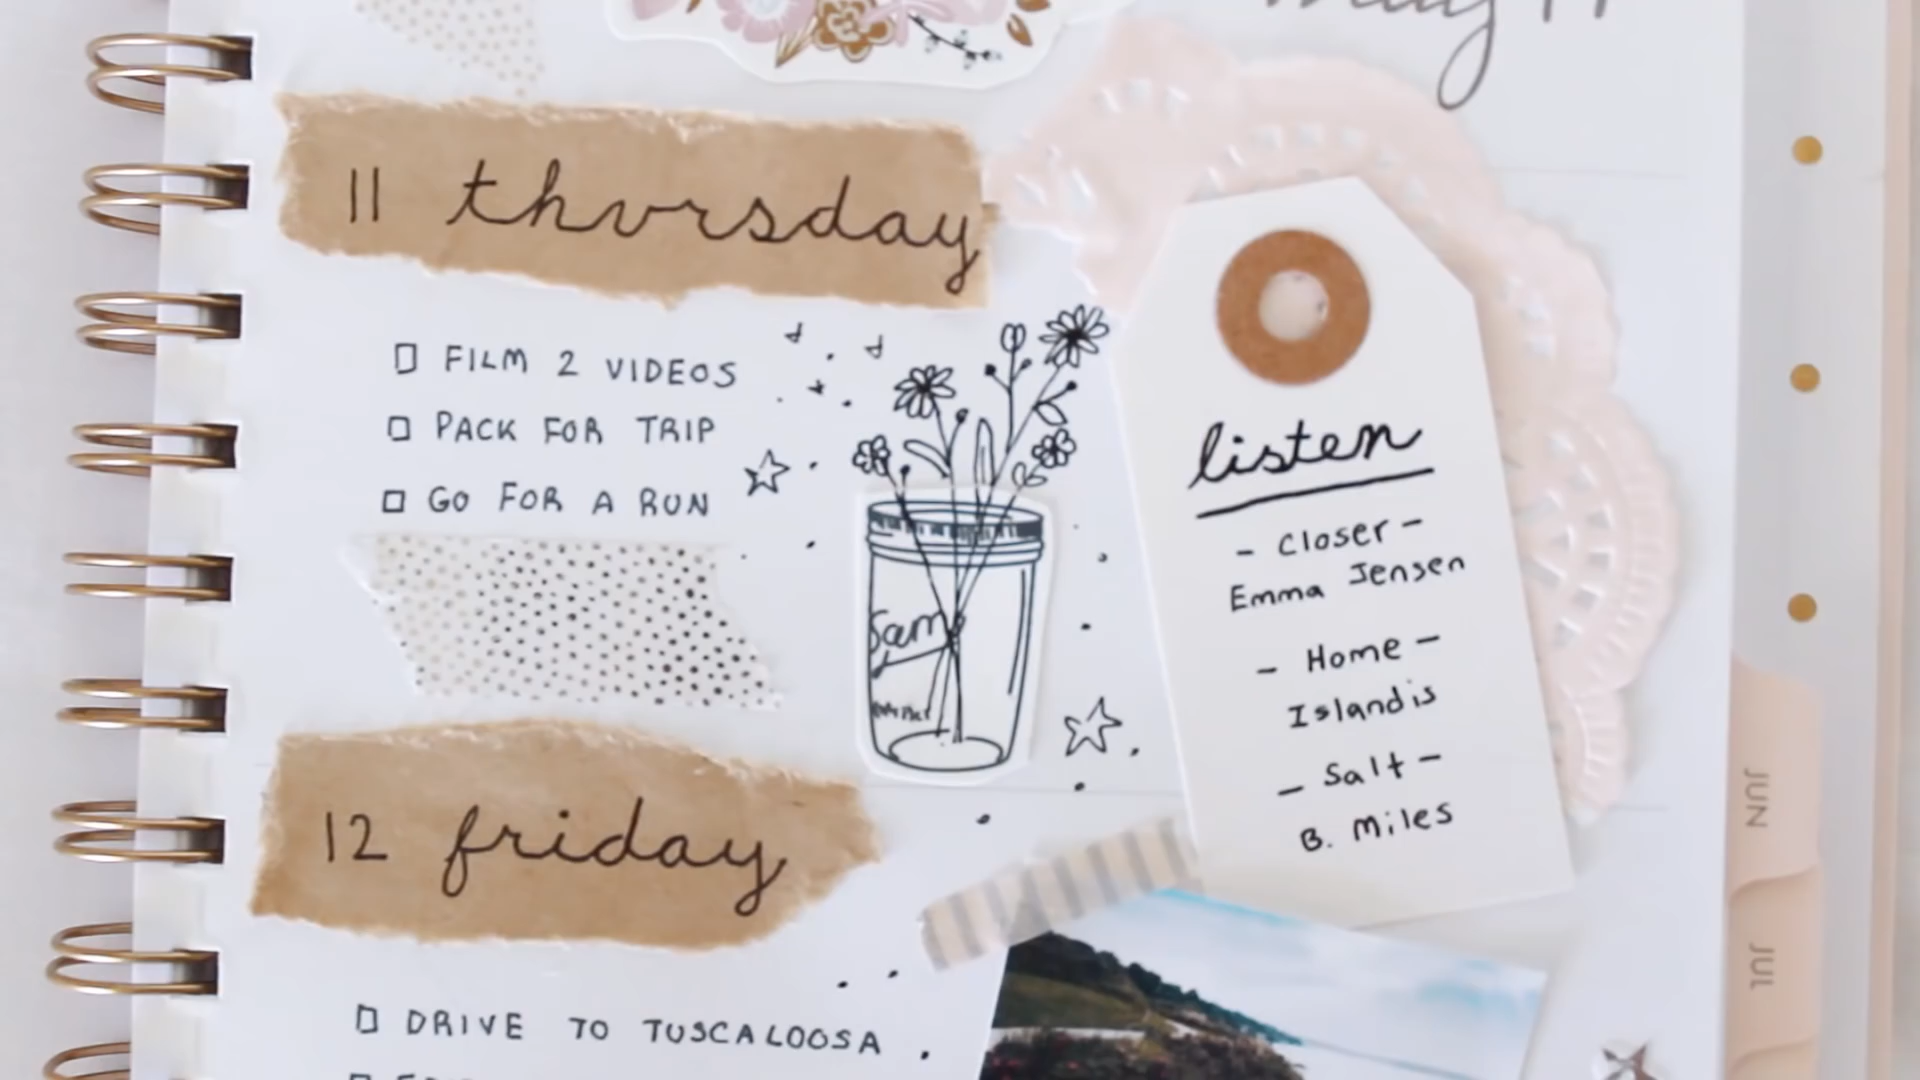 11 thursday
FILM 2 VIDEOS
PACK FOR TRIP
GO FOR A RUN
Sam
listen
- Closer -
Emma Jensen
- Home -
Islandis
- Salt -
B. Miles
12 friday
DRIVE TO TUSCALOOSA
JUN
JUL